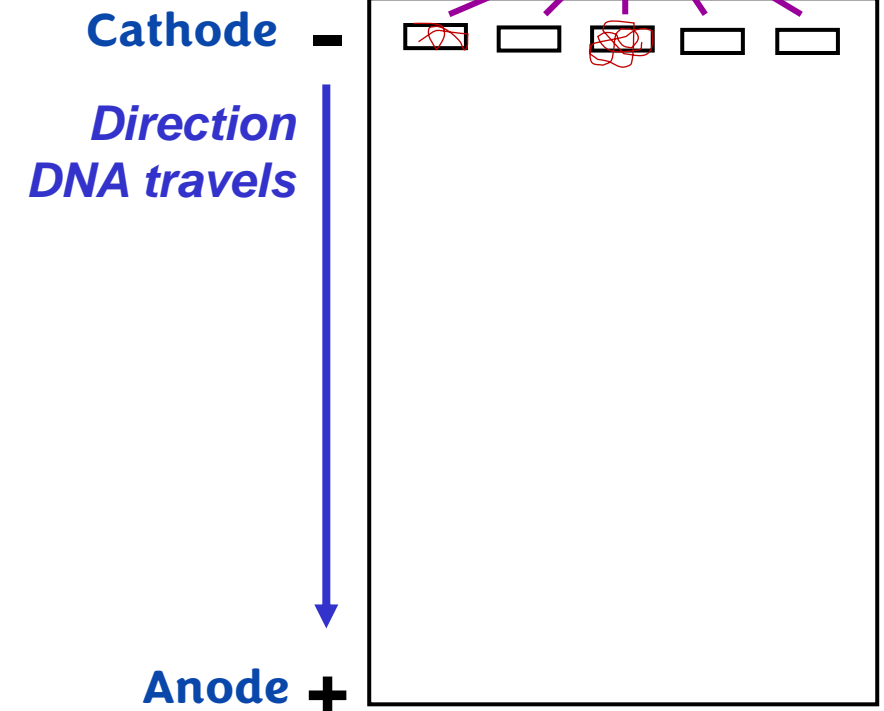 Cathode -
Direction
DNA travels
Anode +